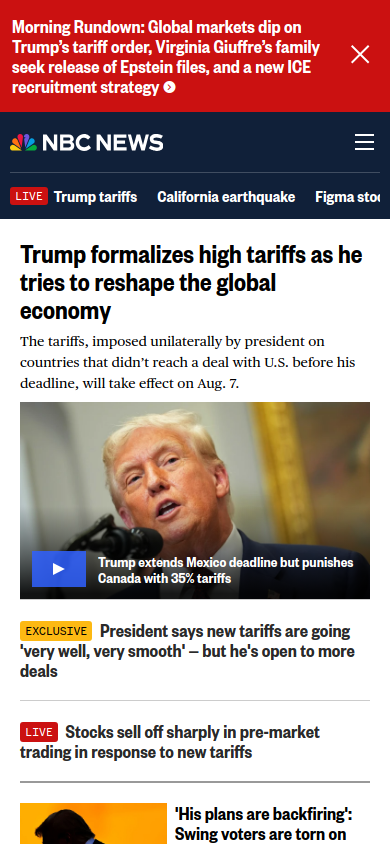 Morning Rundown: Global markets dip on
Trump's tariff order, Virginia Giuffre's family
seek release of Epstein files, and a new ICE
recruitment strategy
NBC NEWS
LIVE Trump tariffs California earthquake Figma
Trump formalizes high tariffs as he
tries to reshape the global
economy
The tariffs, imposed unilaterally by president on
countries that didn't reach a deal with U.S. before his
deadline, will take effect on Aug. 7.
Trump extends Mexico deadline but punishes
Canada with 35% tariffs
EXCLUSIVE President says new tariffs are going
'very well, very smooth' — but he's open to more
deals
LIVE Stocks sell off sharply in pre-market
trading in response to new tariffs
'His plans are backfiring':
Swing voters are torn on